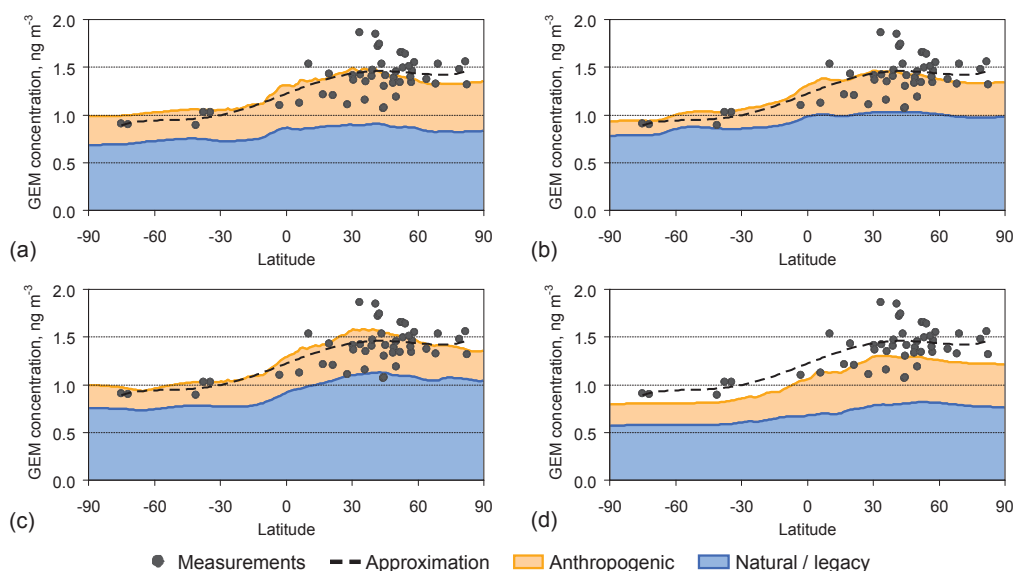 GEM concentration, ng m⁻³
2.0
1.5
1.0
0.5
0.0
-90 -60 -30 0 30 60 90
Latitude
(a)
GEM concentration, ng m⁻³
2.0
1.5
1.0
0.5
0.0
-90 -60 -30 0 30 60 90
Latitude
(b)
GEM concentration, ng m⁻³
2.0
1.5
1.0
0.5
0.0
-90 -60 -30 0 30 60 90
Latitude
(c)
GEM concentration, ng m⁻³
2.0
1.5
1.0
0.5
0.0
-90 -60 -30 0 30 60 90
Latitude
(d)
Measurements Approximation Anthropogenic Natural / legacy